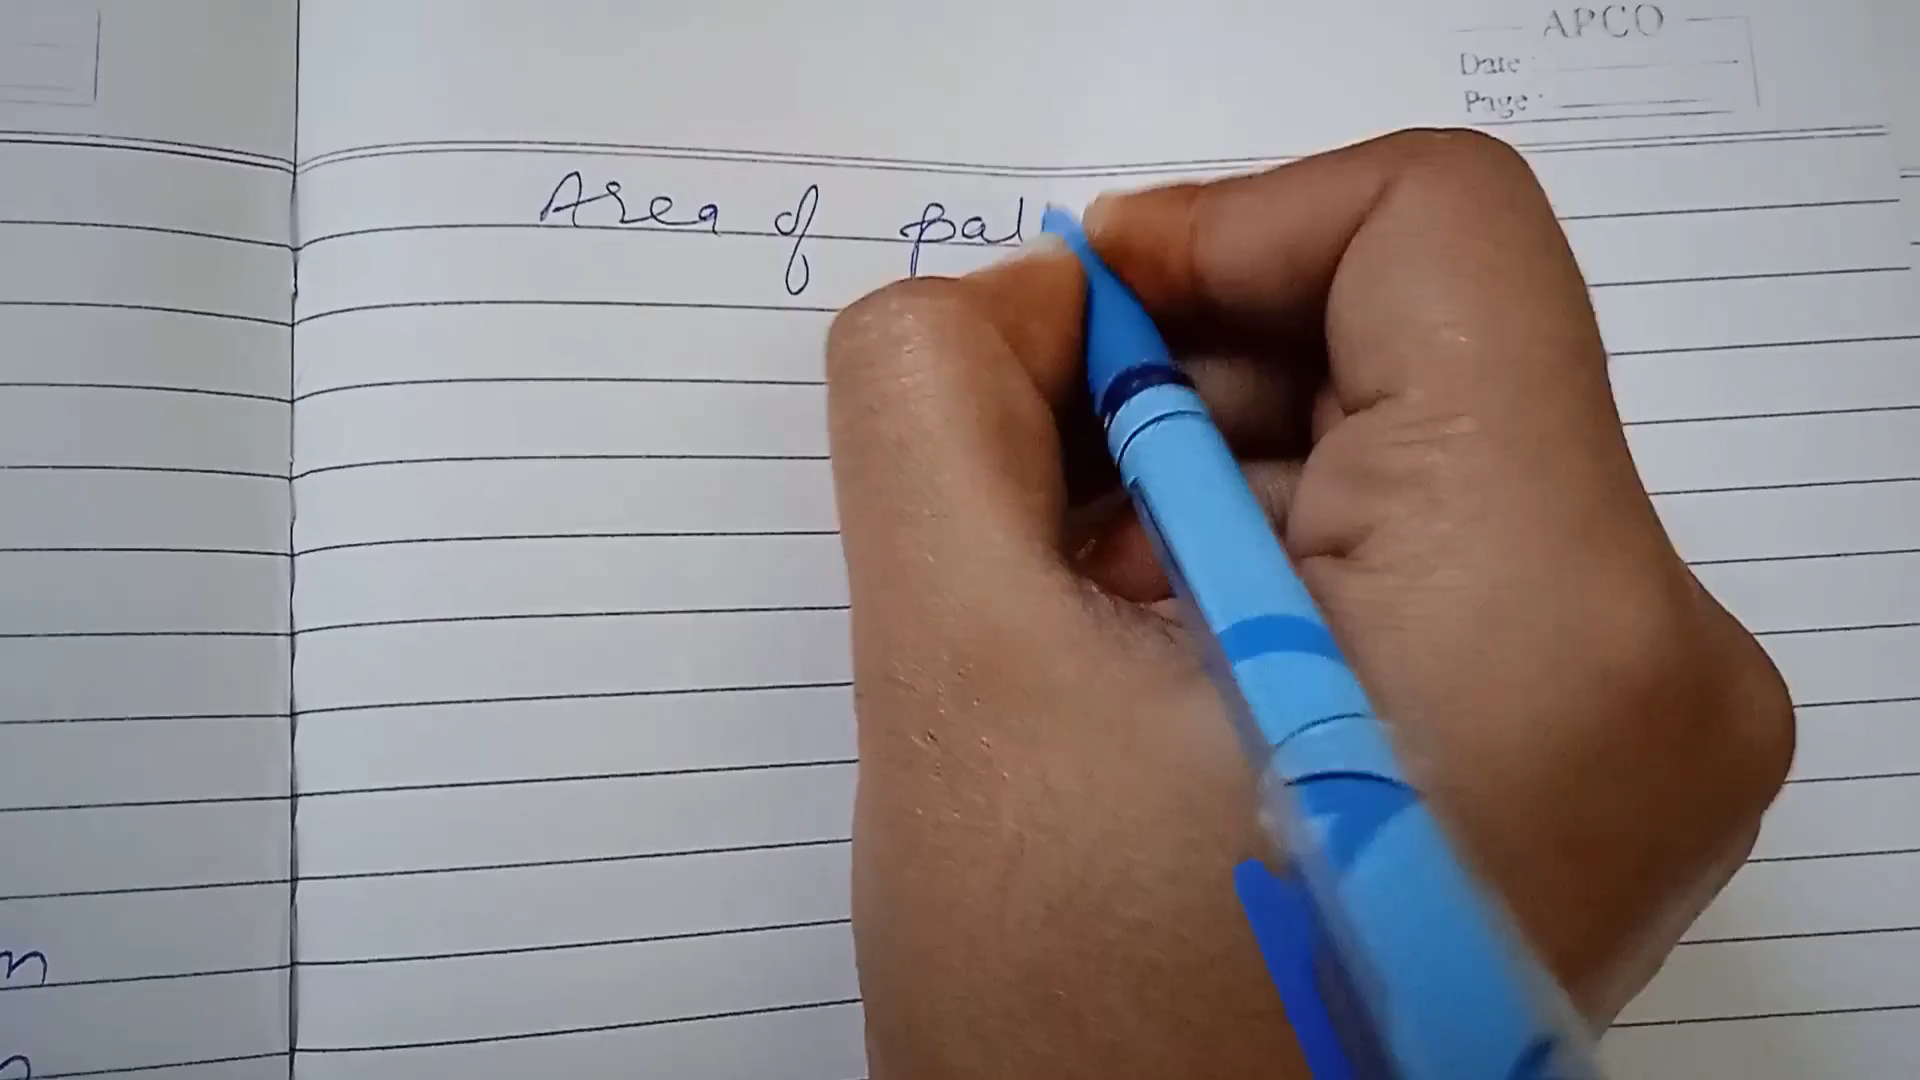 APCO
Date :
Page :
Area of pal
n